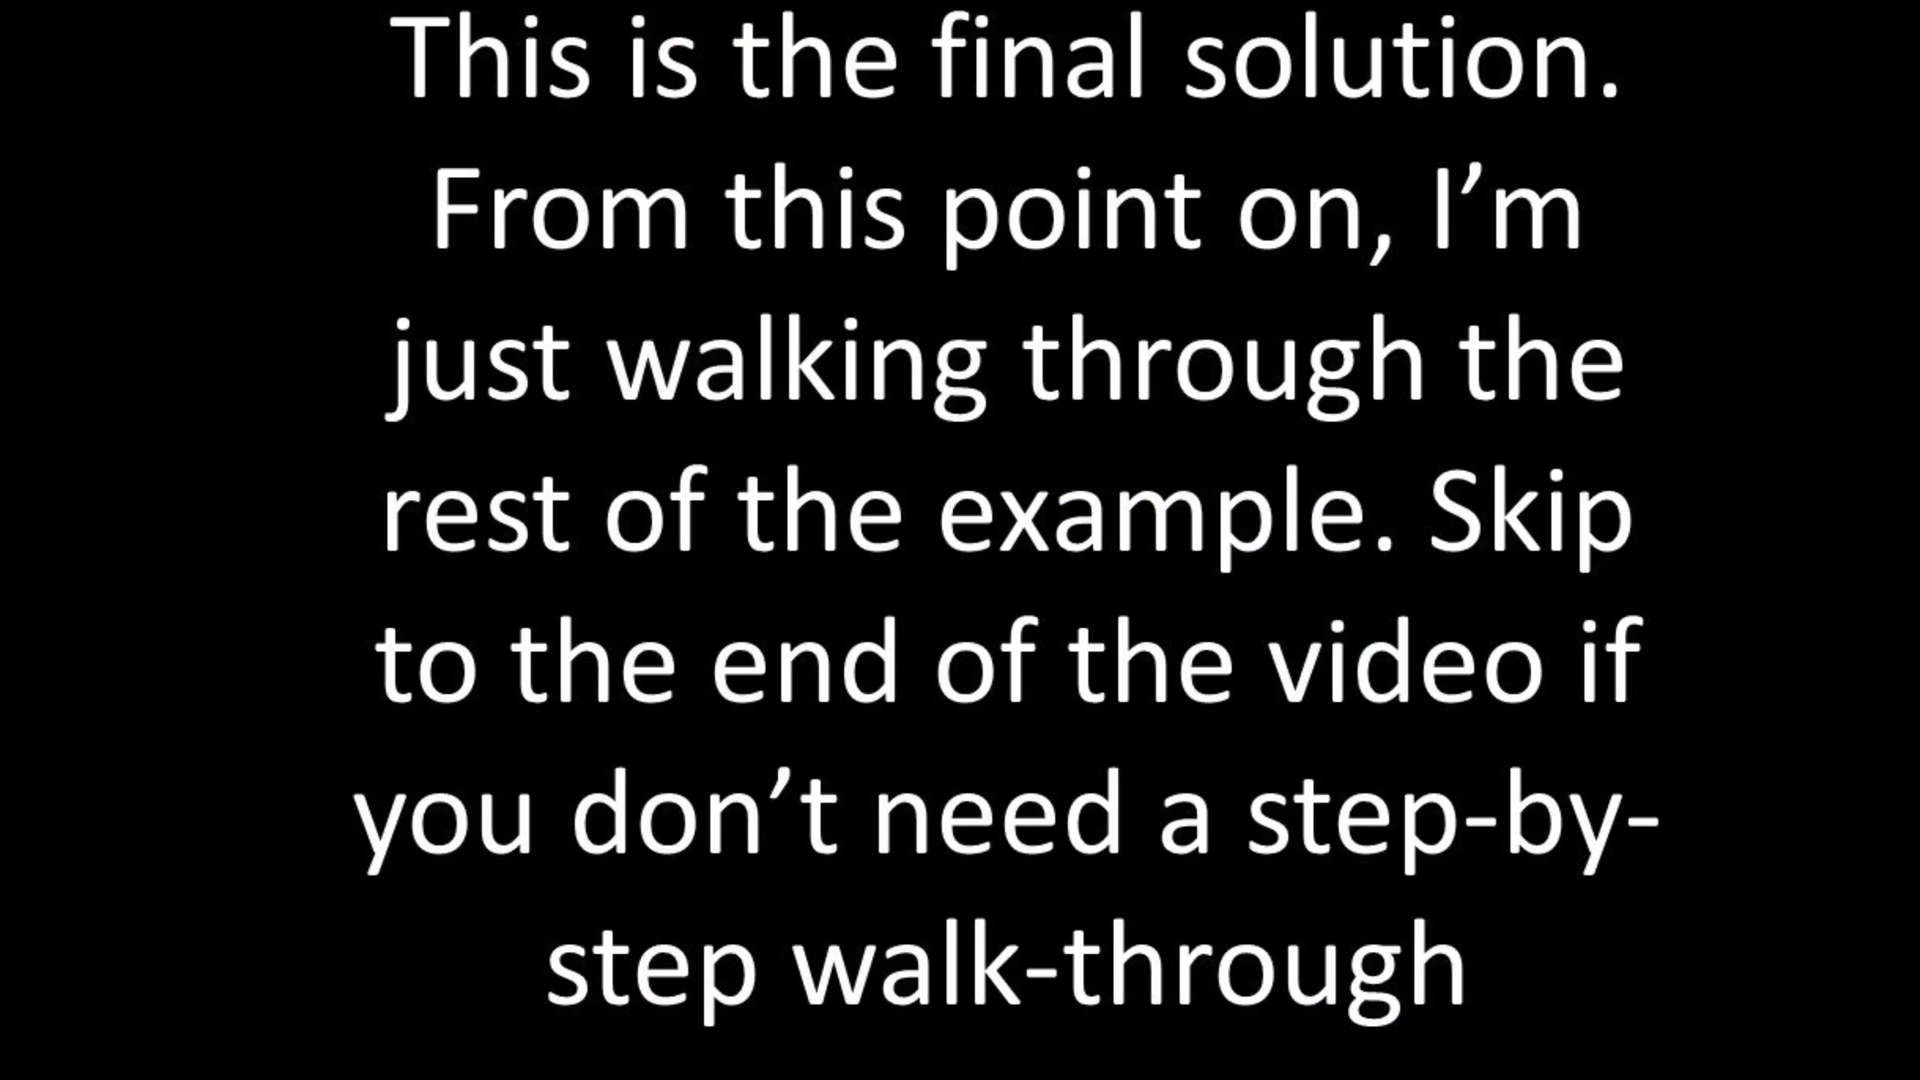 This is the final solution.
From this point on, I’m
just walking through the
rest of the example. Skip
to the end of the video if
you don’t need a step-by-
step walk-through